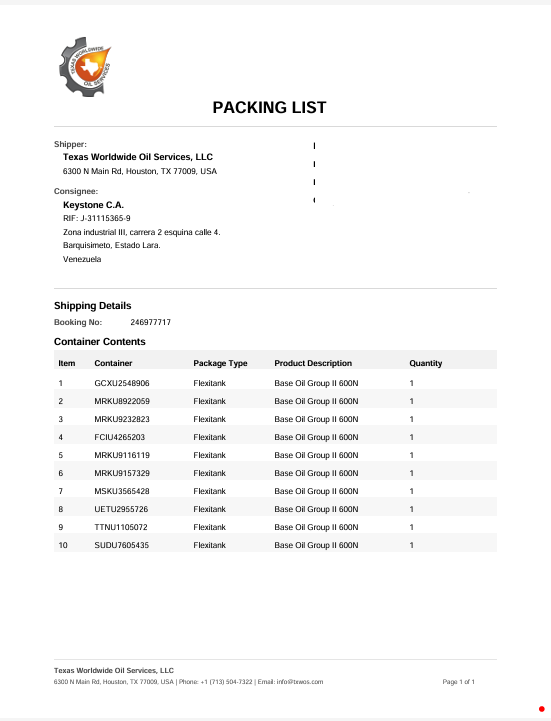 TEXAS WORLDWIDE
OIL SERVICES
PACKING LIST
Shipper:
Texas Worldwide Oil Services, LLC
6300 N Main Rd, Houston, TX 77009, USA
Consignee:
Keystone C.A.
RIF: J-31115365-9
Zona industrial III, carrera 2 esquina calle 4.
Barquisimeto, Estado Lara.
Venezuela
Shipping Details
Booking No: 246977717
Container Contents
Item Container Package Type Product Description Quantity
1 GCXU2548906 Flexitank Base Oil Group II 600N 1
2 MRKU8922059 Flexitank Base Oil Group II 600N 1
3 MRKU9232823 Flexitank Base Oil Group II 600N 1
4 FCIU4265203 Flexitank Base Oil Group II 600N 1
5 MRKU9116119 Flexitank Base Oil Group II 600N 1
6 MRKU9157329 Flexitank Base Oil Group II 600N 1
7 MSKU3565428 Flexitank Base Oil Group II 600N 1
8 UETU2955726 Flexitank Base Oil Group II 600N 1
9 TTNU1105072 Flexitank Base Oil Group II 600N 1
10 SUDU7605435 Flexitank Base Oil Group II 600N 1
Texas Worldwide Oil Services, LLC
6300 N Main Rd, Houston, TX 77009, USA | Phone: +1 (713) 504-7322 | Email: info@txwos.com Page 1 of 1